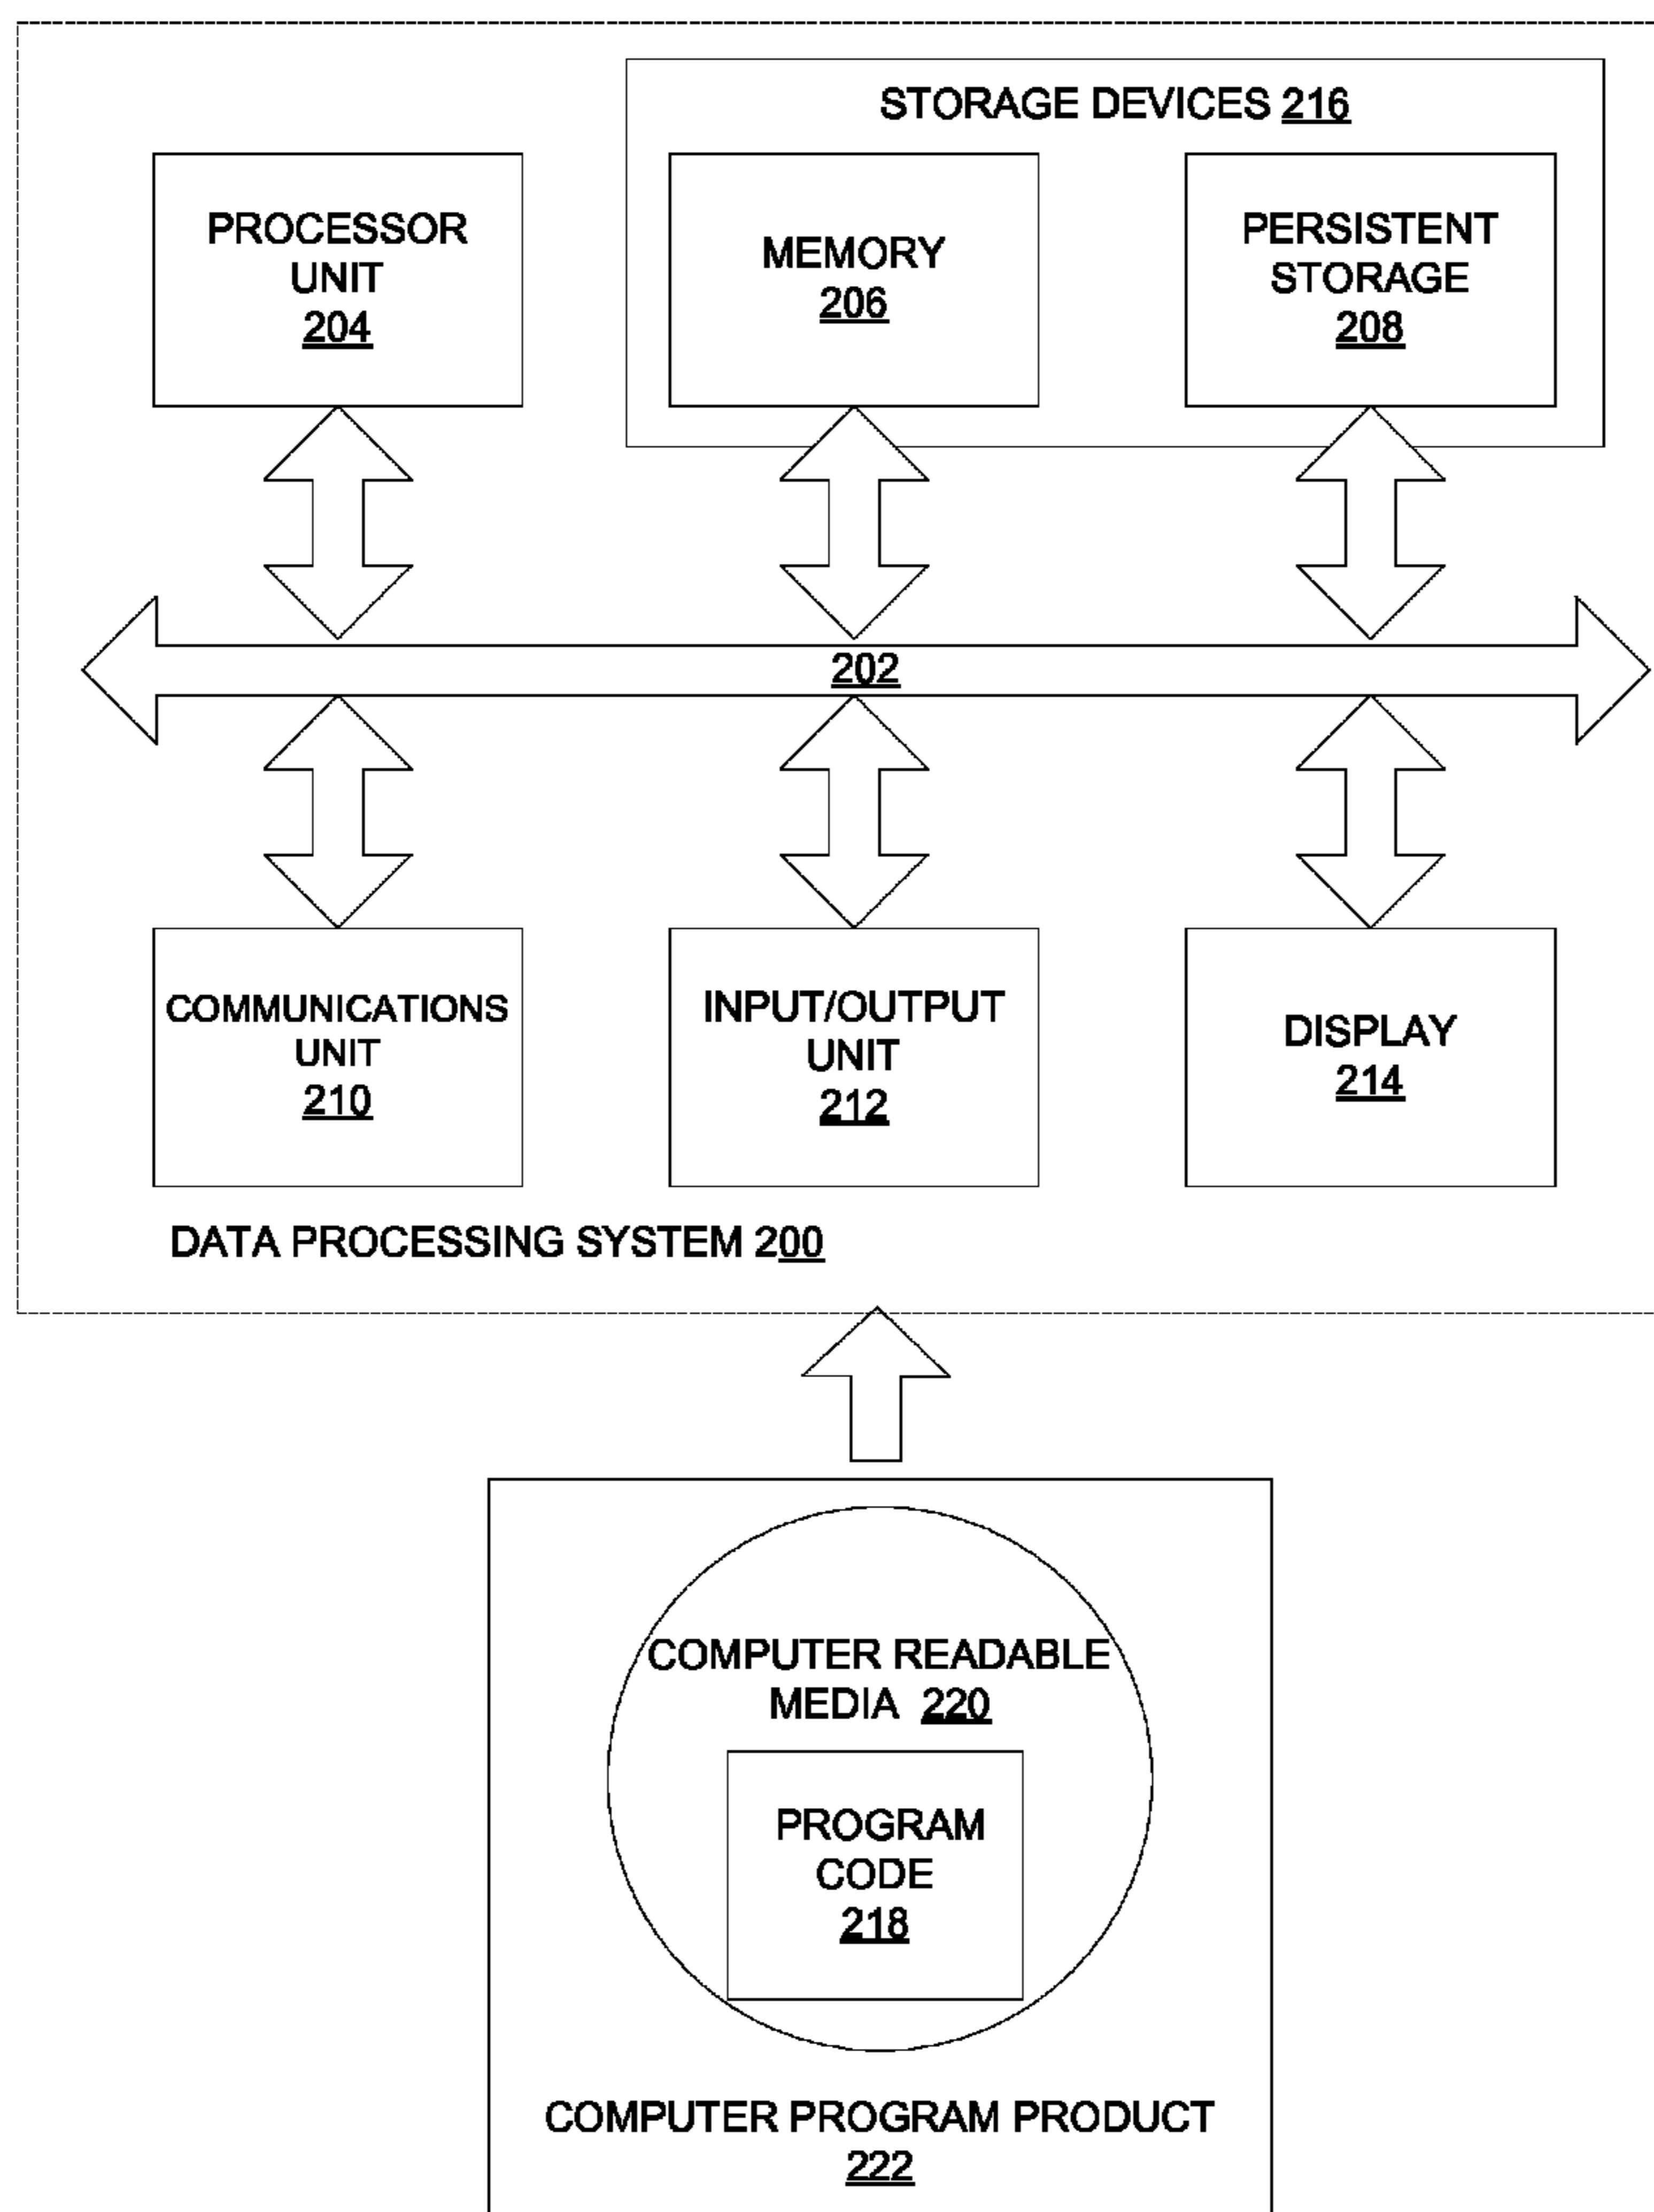 STORAGE DEVICES 216
PROCESSOR
UNIT
204
MEMORY
206
PERSISTENT
STORAGE
208
202
COMMUNICATIONS
UNIT
210
INPUT/OUTPUT
UNIT
212
DISPLAY
214
DATA PROCESSING SYSTEM 200
COMPUTER READABLE
MEDIA 220
PROGRAM
CODE
218
COMPUTER PROGRAM PRODUCT
222